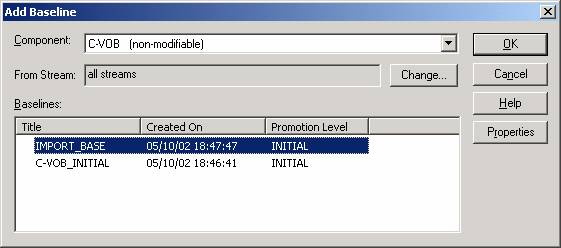 Add Baseline
Component: C-VOB (non-modifiable) OK
From Stream: all streams Change... Cancel
Baselines: Help
Title Created On Promotion Level Properties
IMPORT_BASE 05/10/02 18:47:47 INITIAL
C-VOB_INITIAL 05/10/02 18:46:41 INITIAL